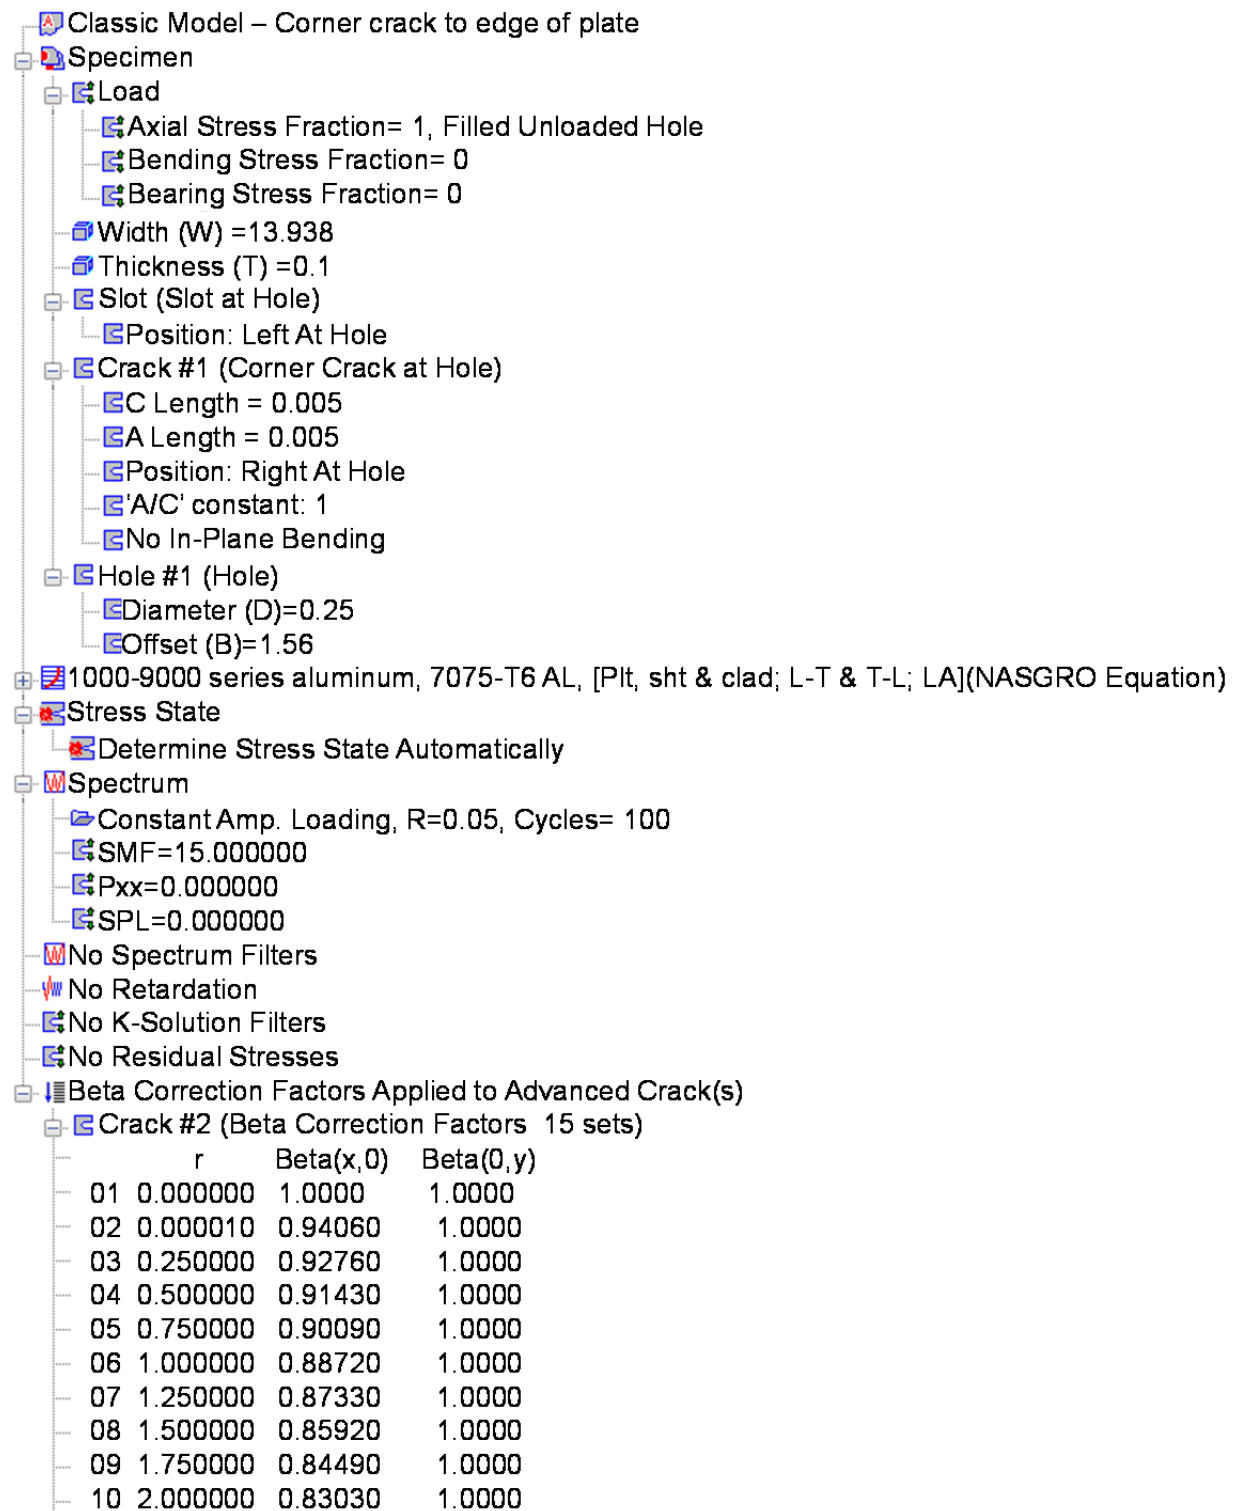 Classic Model – Corner crack to edge of plate
Specimen
Load
Axial Stress Fraction= 1, Filled Unloaded Hole
Bending Stress Fraction= 0
Bearing Stress Fraction= 0
Width (W) =13.938
Thickness (T) =0.1
Slot (Slot at Hole)
Position: Left At Hole
Crack #1 (Corner Crack at Hole)
C Length = 0.005
A Length = 0.005
Position: Right At Hole
'A/C' constant: 1
No In-Plane Bending
Hole #1 (Hole)
Diameter (D)=0.25
Offset (B)=1.56
1000-9000 series aluminum, 7075-T6 AL, [Plt, sht & clad; L-T & T-L; LA](NASGRO Equation)
Stress State
Determine Stress State Automatically
Spectrum
Constant Amp. Loading, R=0.05, Cycles= 100
SMF=15.000000
Pxx=0.000000
SPL=0.000000
No Spectrum Filters
No Retardation
No K-Solution Filters
No Residual Stresses
Beta Correction Factors Applied to Advanced Crack(s)
Crack #2 (Beta Correction Factors 15 sets)
r Beta(x,0) Beta(0,y)
01 0.000000 1.0000 1.0000
02 0.000010 0.94060 1.0000
03 0.250000 0.92760 1.0000
04 0.500000 0.91430 1.0000
05 0.750000 0.90090 1.0000
06 1.000000 0.88720 1.0000
07 1.250000 0.87330 1.0000
08 1.500000 0.85920 1.0000
09 1.750000 0.84490 1.0000
10 2.000000 0.83030 1.0000